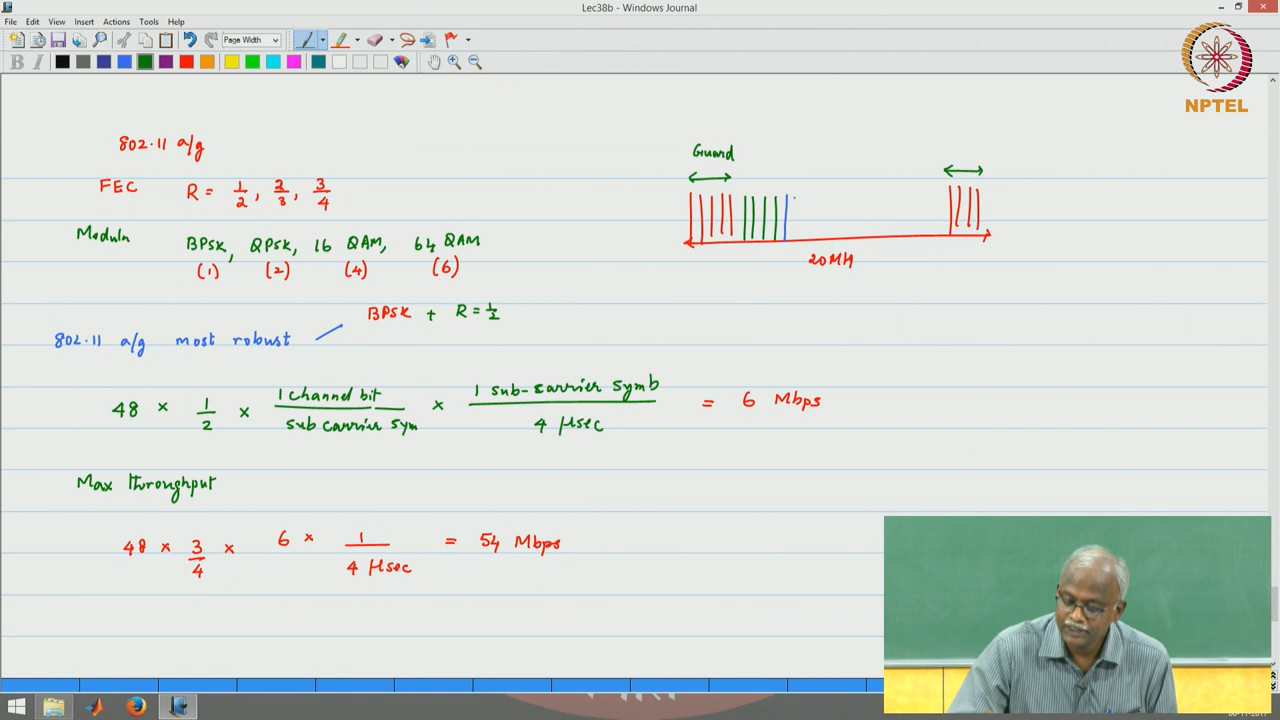 Lec38b - Windows Journal
File Edit View Insert Actions Tools Help
Page Width
B I
NPTEL
802.11 a/g
FEC R = 1/2, 2/3, 3/4
Moduln BPSK, QPSK, 16 QAM, 64 QAM
(1) (2) (4) (6)
Guard
20MH
BPSK + R = 1/2
802.11 a/g most robust
48 × 1/2 × 1 channel bit / sub carrier sym × 1 sub-carrier symb / 4 μsec = 6 Mbps
Max throughput
48 × 3/4 × 6 × 1 / 4 μsec = 54 Mbps